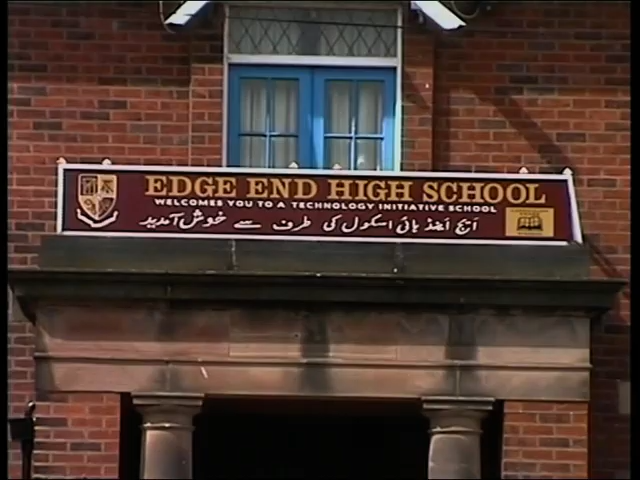 EDGE END HIGH SCHOOL
WELCOMES YOU TO A TECHNOLOGY INITIATIVE SCHOOL
ایج اینڈ ہائی اسکول کی طرف سے خوش آمدید